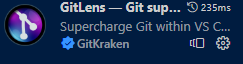 GitLens — Git sup... 235ms
Supercharge Git within VS C...
GitKraken